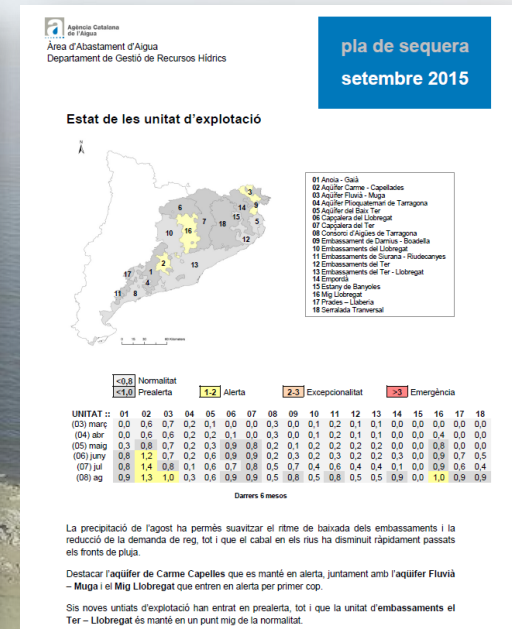 Agència Catalana
de l'Aigua
Àrea d'Abastament d'Aigua
Departament de Gestió de Recursos Hídrics
pla de sequera
setembre 2015
Estat de les unitat d'explotació
N
01 Anoia - Gaià
02 Aqüífer Carme - Capellades
03 Aqüífer Fluvià - Muga
04 Aqüífer Plioquaternari de Tarragona
05 Aqüífer del Baix Ter
06 Capçalera del Llobregat
07 Capçalera del Ter
08 Consorci d'Aigües de Tarragona
09 Embassament de Darnius - Boadella
10 Embassaments del Llobregat
11 Embassaments de Siurana - Riudecanyes
12 Embassaments del Ter
13 Embassaments del Ter - Llobregat
14 Empordà
15 Estany de Banyoles
16 Mig Llobregat
17 Prades – Llaberia
18 Serralada Tranversal
3
9
14
15
5
6
7
18
12
10
16
13
2
17
1
4
11
8
<0,8 Normalitat
<1,0 Prealerta 1-2 Alerta 2-3 Excepcionalitat >3 Emergència
UNITAT :: 01 02 03 04 05 06 07 08 09 10 11 12 13 14 15 16 17 18
(03) març 0,0 0,6 0,7 0,2 0,1 0,0 0,0 0,3 0,0 0,1 0,2 0,1 0,1 0,0 0,0 0,0 0,0 0,0
(04) abr 0,0 0,6 0,6 0,2 0,2 0,1 0,0 0,3 0,0 0,1 0,2 0,1 0,1 0,0 0,0 0,4 0,0 0,0
(05) maig 0,3 0,8 0,7 0,2 0,3 0,9 0,8 0,2 0,1 0,2 0,2 0,2 0,2 0,0 0,0 0,8 0,0 0,0
(06) juny 0,8 1,2 0,7 0,2 0,6 0,9 0,9 0,2 0,3 0,2 0,3 0,2 0,2 0,3 0,0 0,9 0,7 0,5
(07) jul 0,8 1,4 0,8 0,1 0,6 0,7 0,8 0,5 0,7 0,4 0,6 0,4 0,4 0,1 0,0 0,9 0,6 0,4
(08) ag 0,9 1,3 1,0 0,3 0,6 0,9 0,9 0,5 0,8 0,5 0,8 0,5 0,5 0,9 0,0 1,0 0,9 0,9
Darrers 6 mesos
La precipitació de l'agost ha permès suavitzar el ritme de baixada dels embassaments i la
reducció de la demanda de reg, tot i que el cabal en els rius ha disminuit ràpidament passats
els fronts de pluja.
Destacar l'aqüífer de Carme Capelles que es manté en alerta, juntament amb l'aqüífer Fluvià
– Muga i el Mig Llobregat que entren en alerta per primer cop.
Sis noves untiats d'explotació han entrat en prealerta, tot i que la unitat d'embassaments el
Ter – Llobregat és manté en un punt mig de la normalitat.